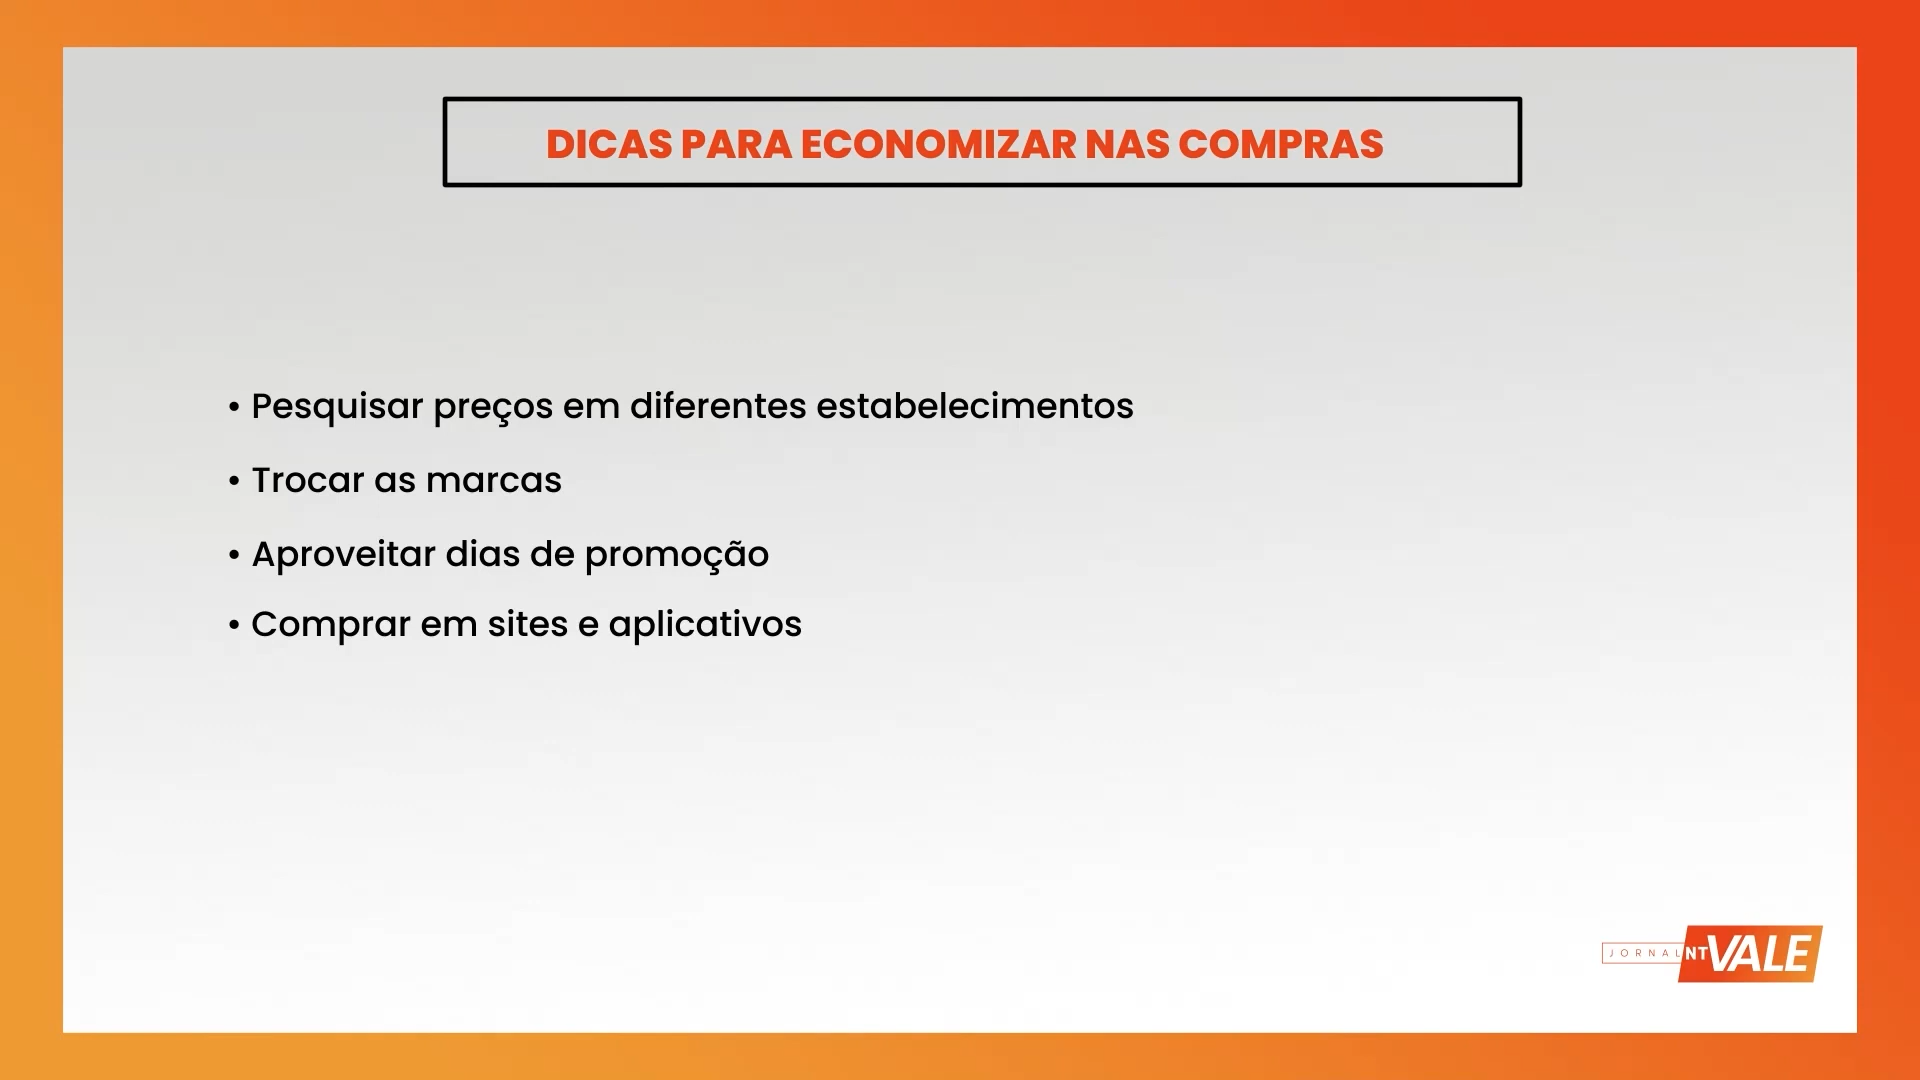 DICAS PARA ECONOMIZAR NAS COMPRAS
• Pesquisar preços em diferentes estabelecimentos
• Trocar as marcas
• Aproveitar dias de promoção
• Comprar em sites e aplicativos
JORNAL NT VALE